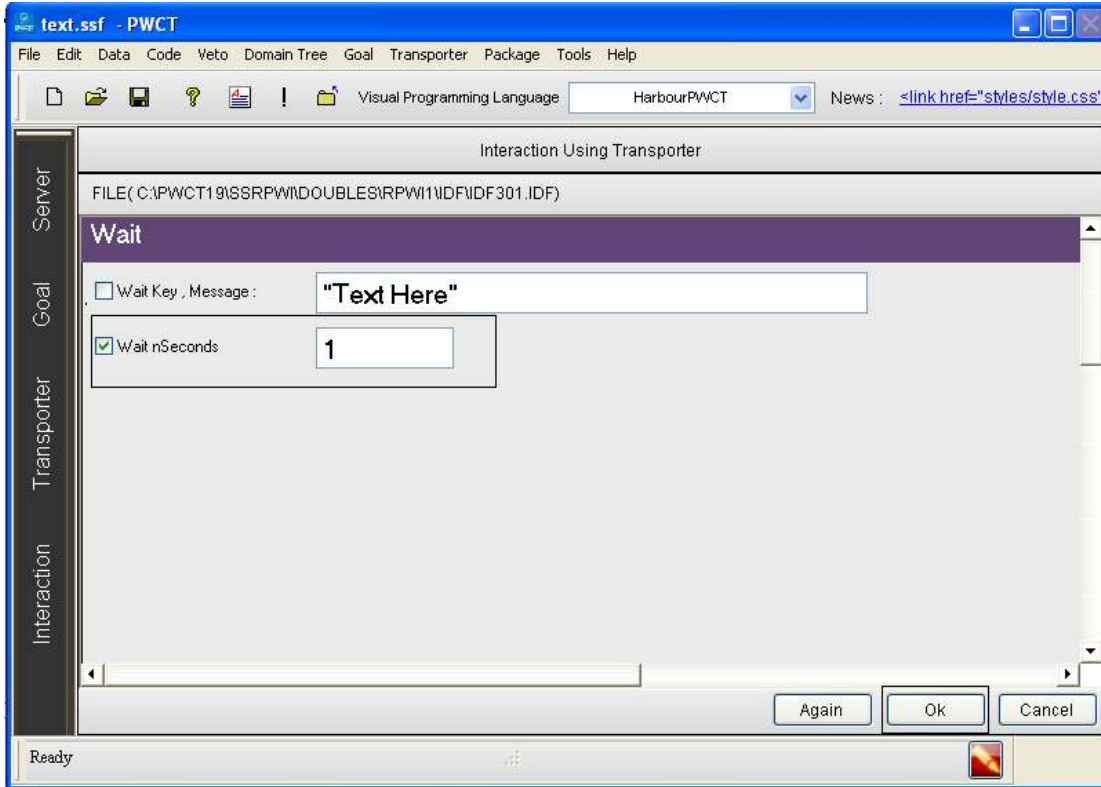 text.ssf - PWCT
File Edit Data Code Veto Domain Tree Goal Transporter Package Tools Help
Visual Programming Language HarbourPWCT News : <link href="styles/style.css"
Interaction Using Transporter
FILE( C:\PWCT19\SSRPWI\DOUBLES\RPWI1\IDF\IDF301.IDF)
Server
Goal
Transporter
Interaction
Wait
Wait Key , Message : "Text Here"
Wait nSeconds 1
Again Ok Cancel
Ready